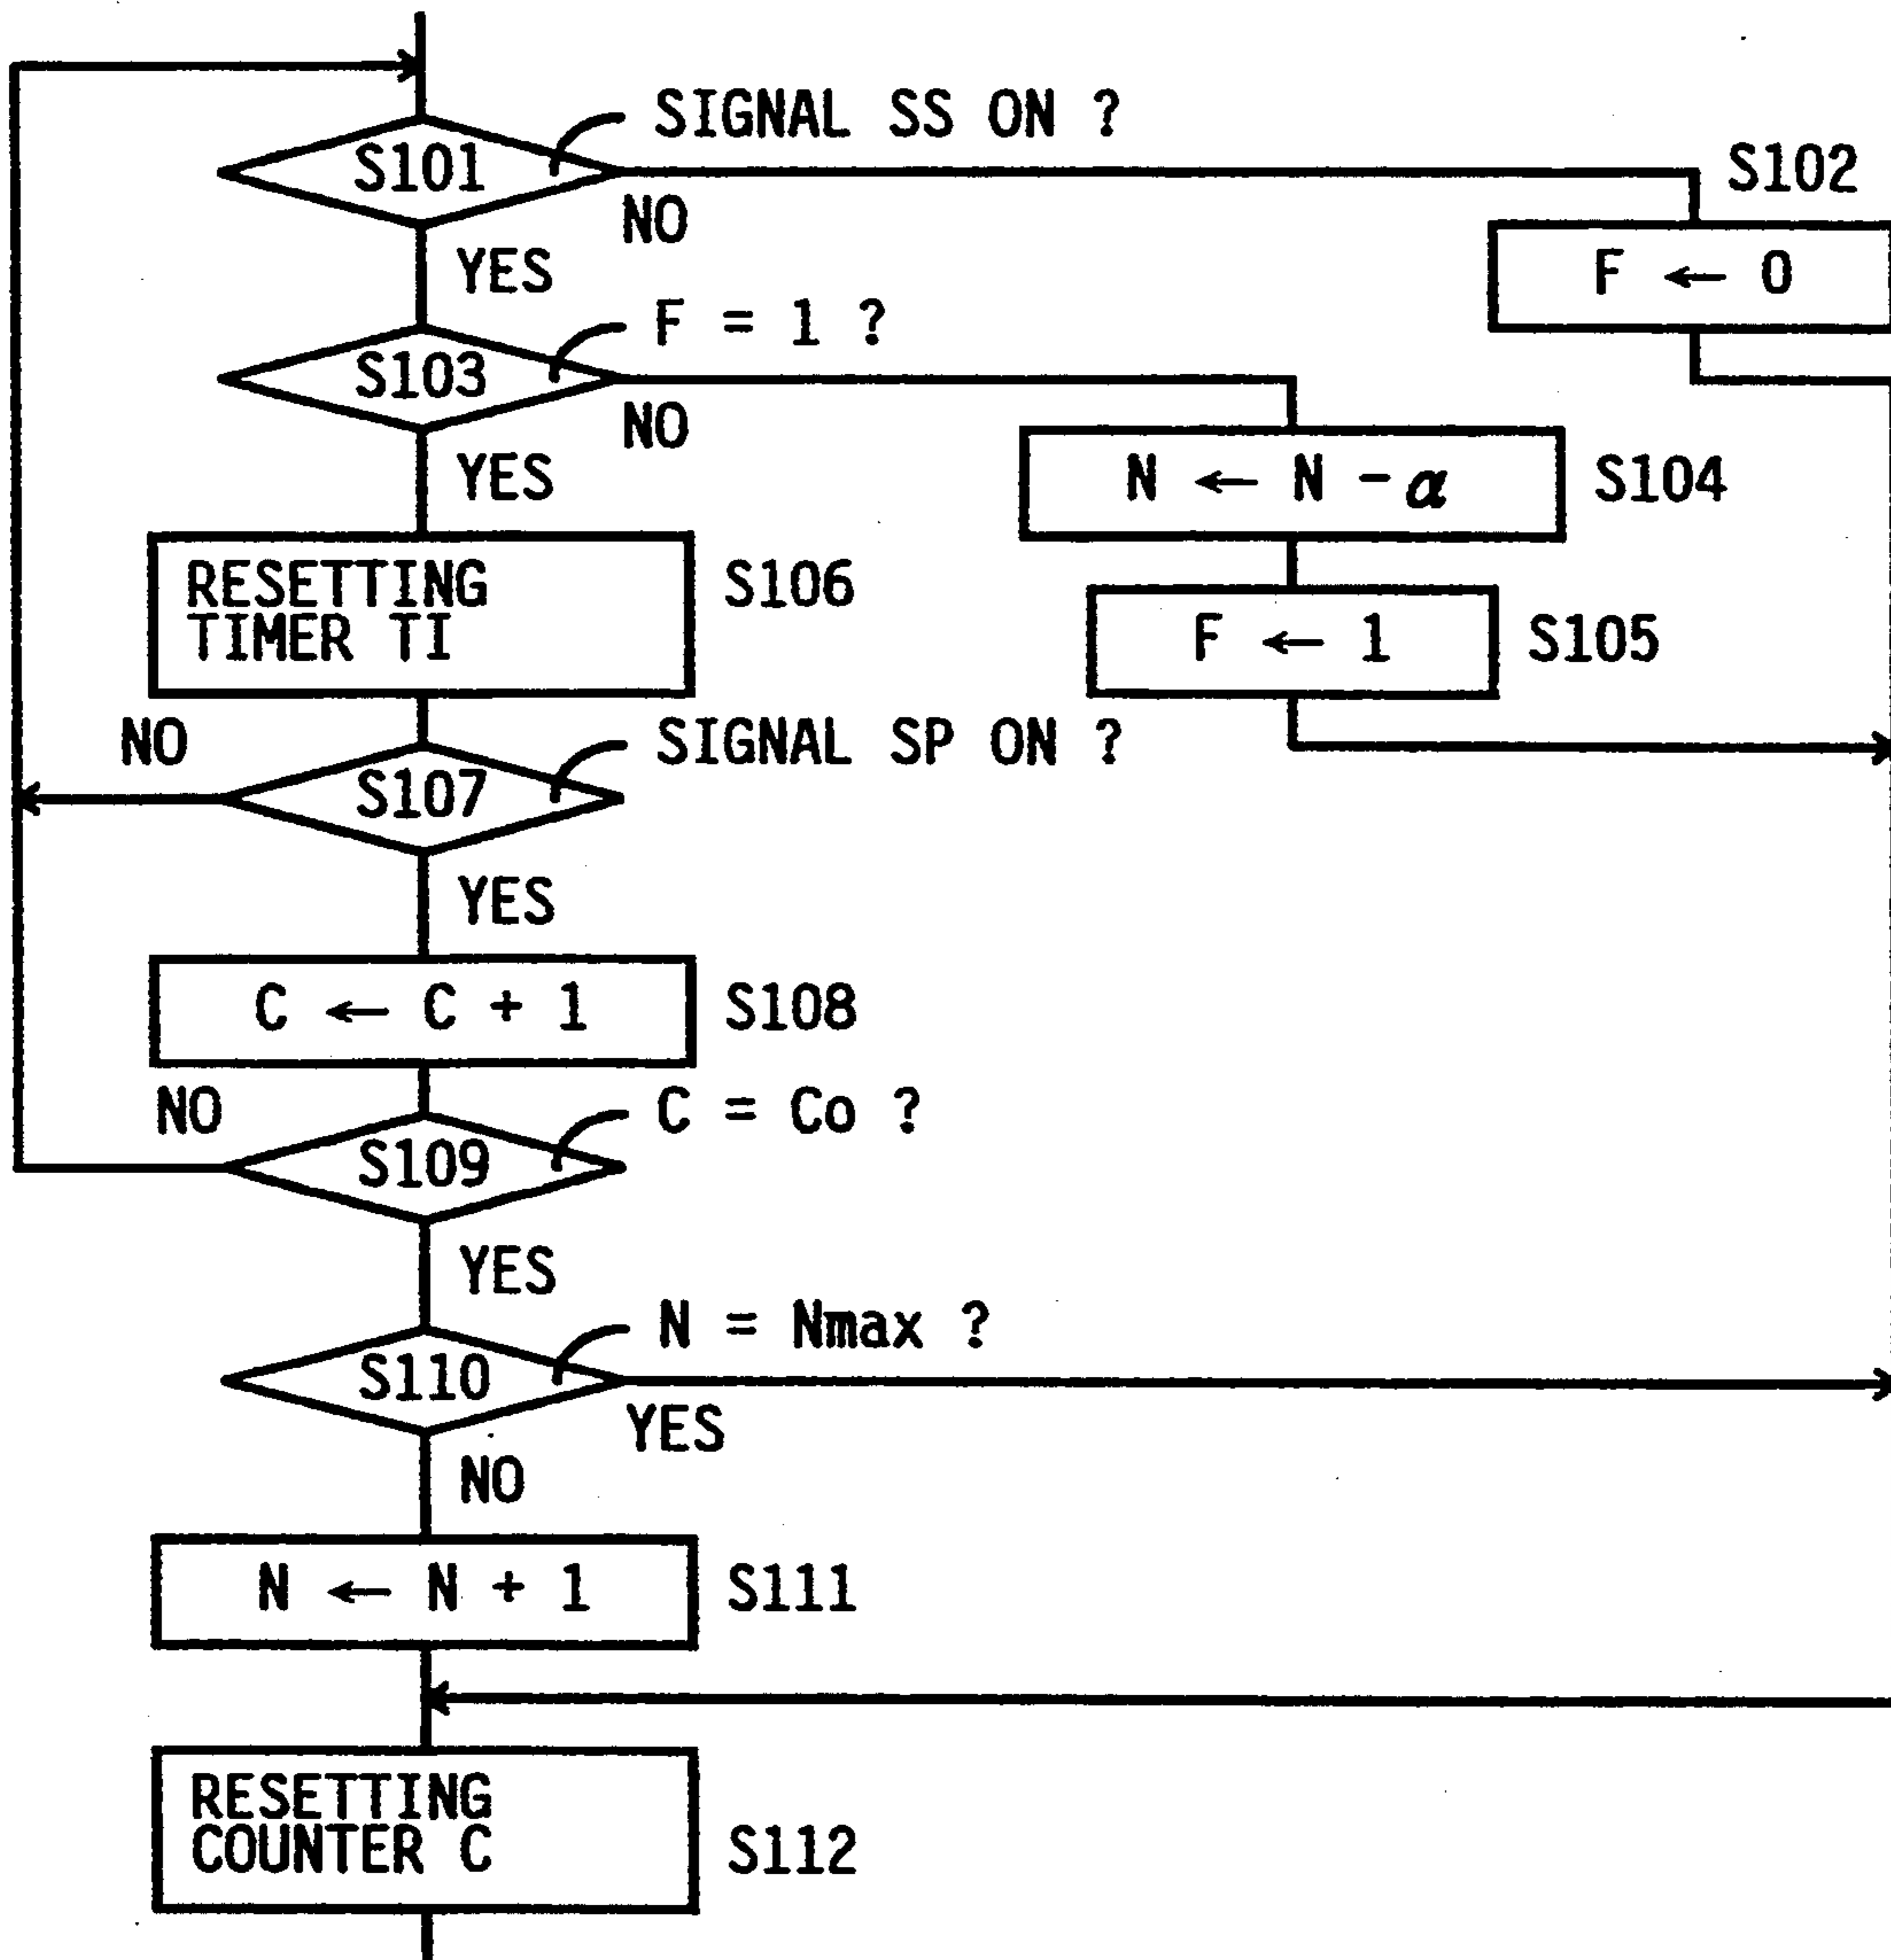 SIGNAL SS ON ?
S101
S102
NO
F ← 0
YES
F = 1 ?
S103
NO
N ← N - α
S104
YES
RESETTING
TIMER TI
S106
F ← 1
S105
NO
SIGNAL SP ON ?
S107
YES
C ← C + 1
S108
NO
C = Co ?
S109
YES
N = Nmax ?
S110
YES
NO
N ← N + 1
S111
RESETTING
COUNTER C
S112